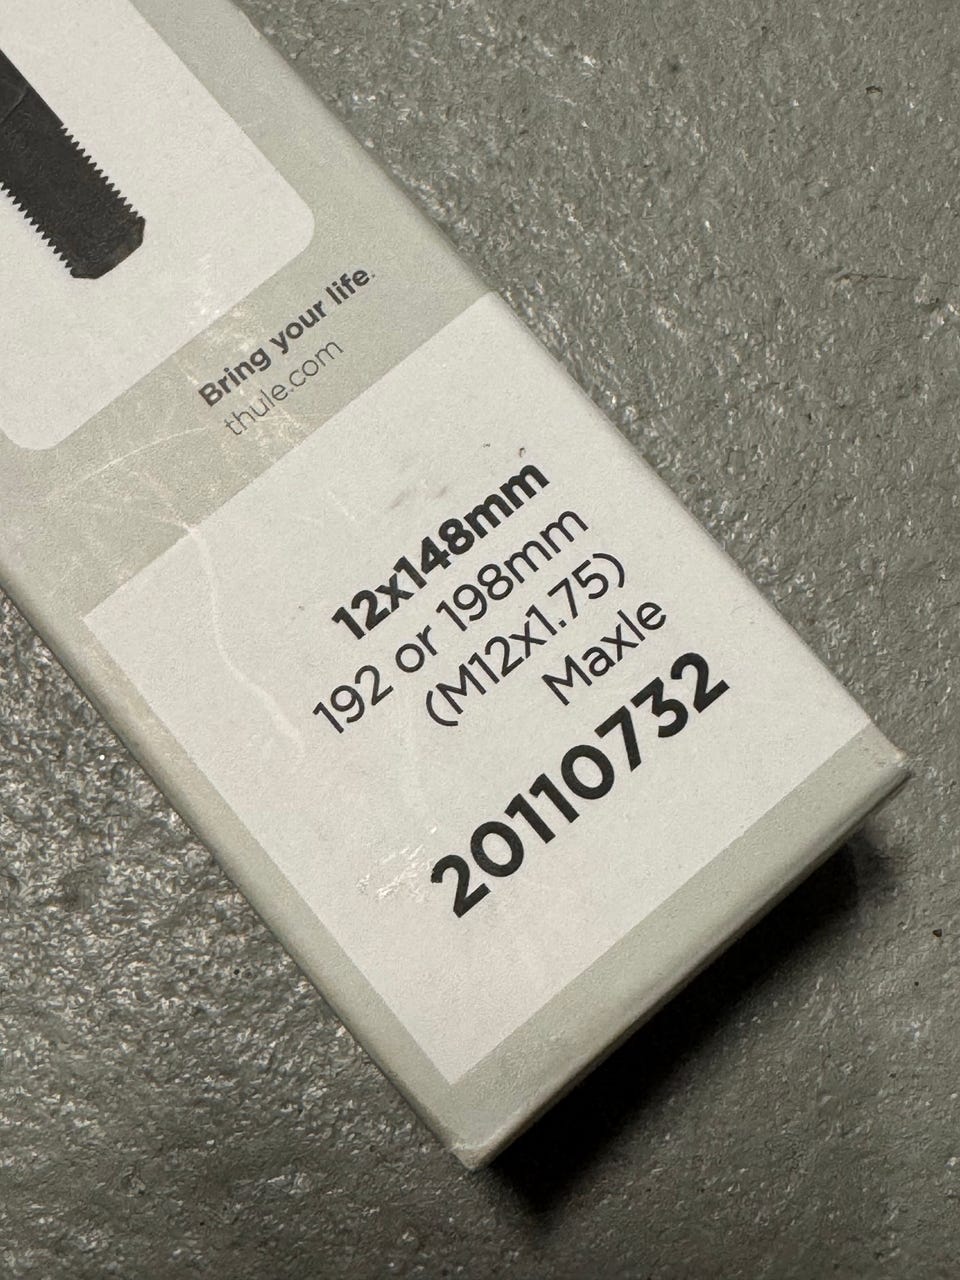 Bring your life.
thule.com
12x148mm
192 or 198mm
(M12x1.75)
Maxle
20110732